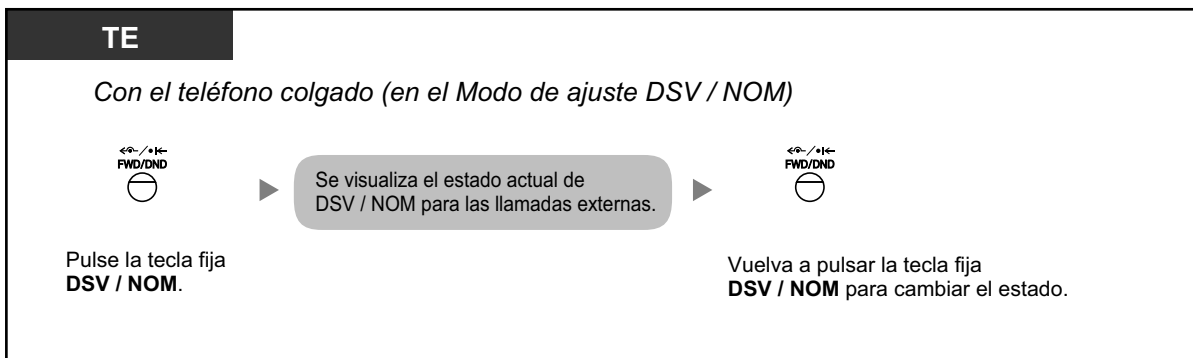 TE
Con el teléfono colgado (en el Modo de ajuste DSV / NOM)
FWD/DND
Se visualiza el estado actual de
DSV / NOM para las llamadas externas.
FWD/DND
Pulse la tecla fija
DSV / NOM.
Vuelva a pulsar la tecla fija
DSV / NOM para cambiar el estado.